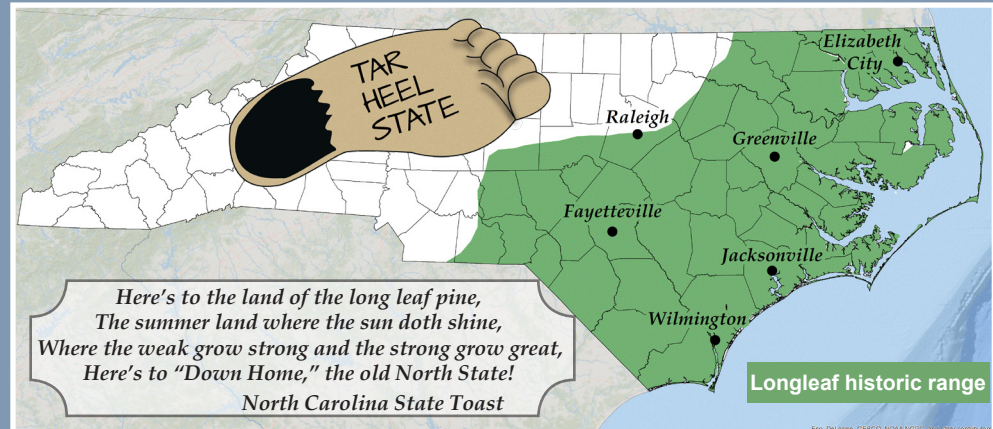 TAR
HEEL
STATE
Elizabeth
City
Raleigh
Greenville
Fayetteville
Jacksonville
Wilmington
Here's to the land of the long leaf pine,
The summer land where the sun doth shine,
Where the weak grow strong and the strong grow great,
Here's to “Down Home,” the old North State!
North Carolina State Toast
Longleaf historic range